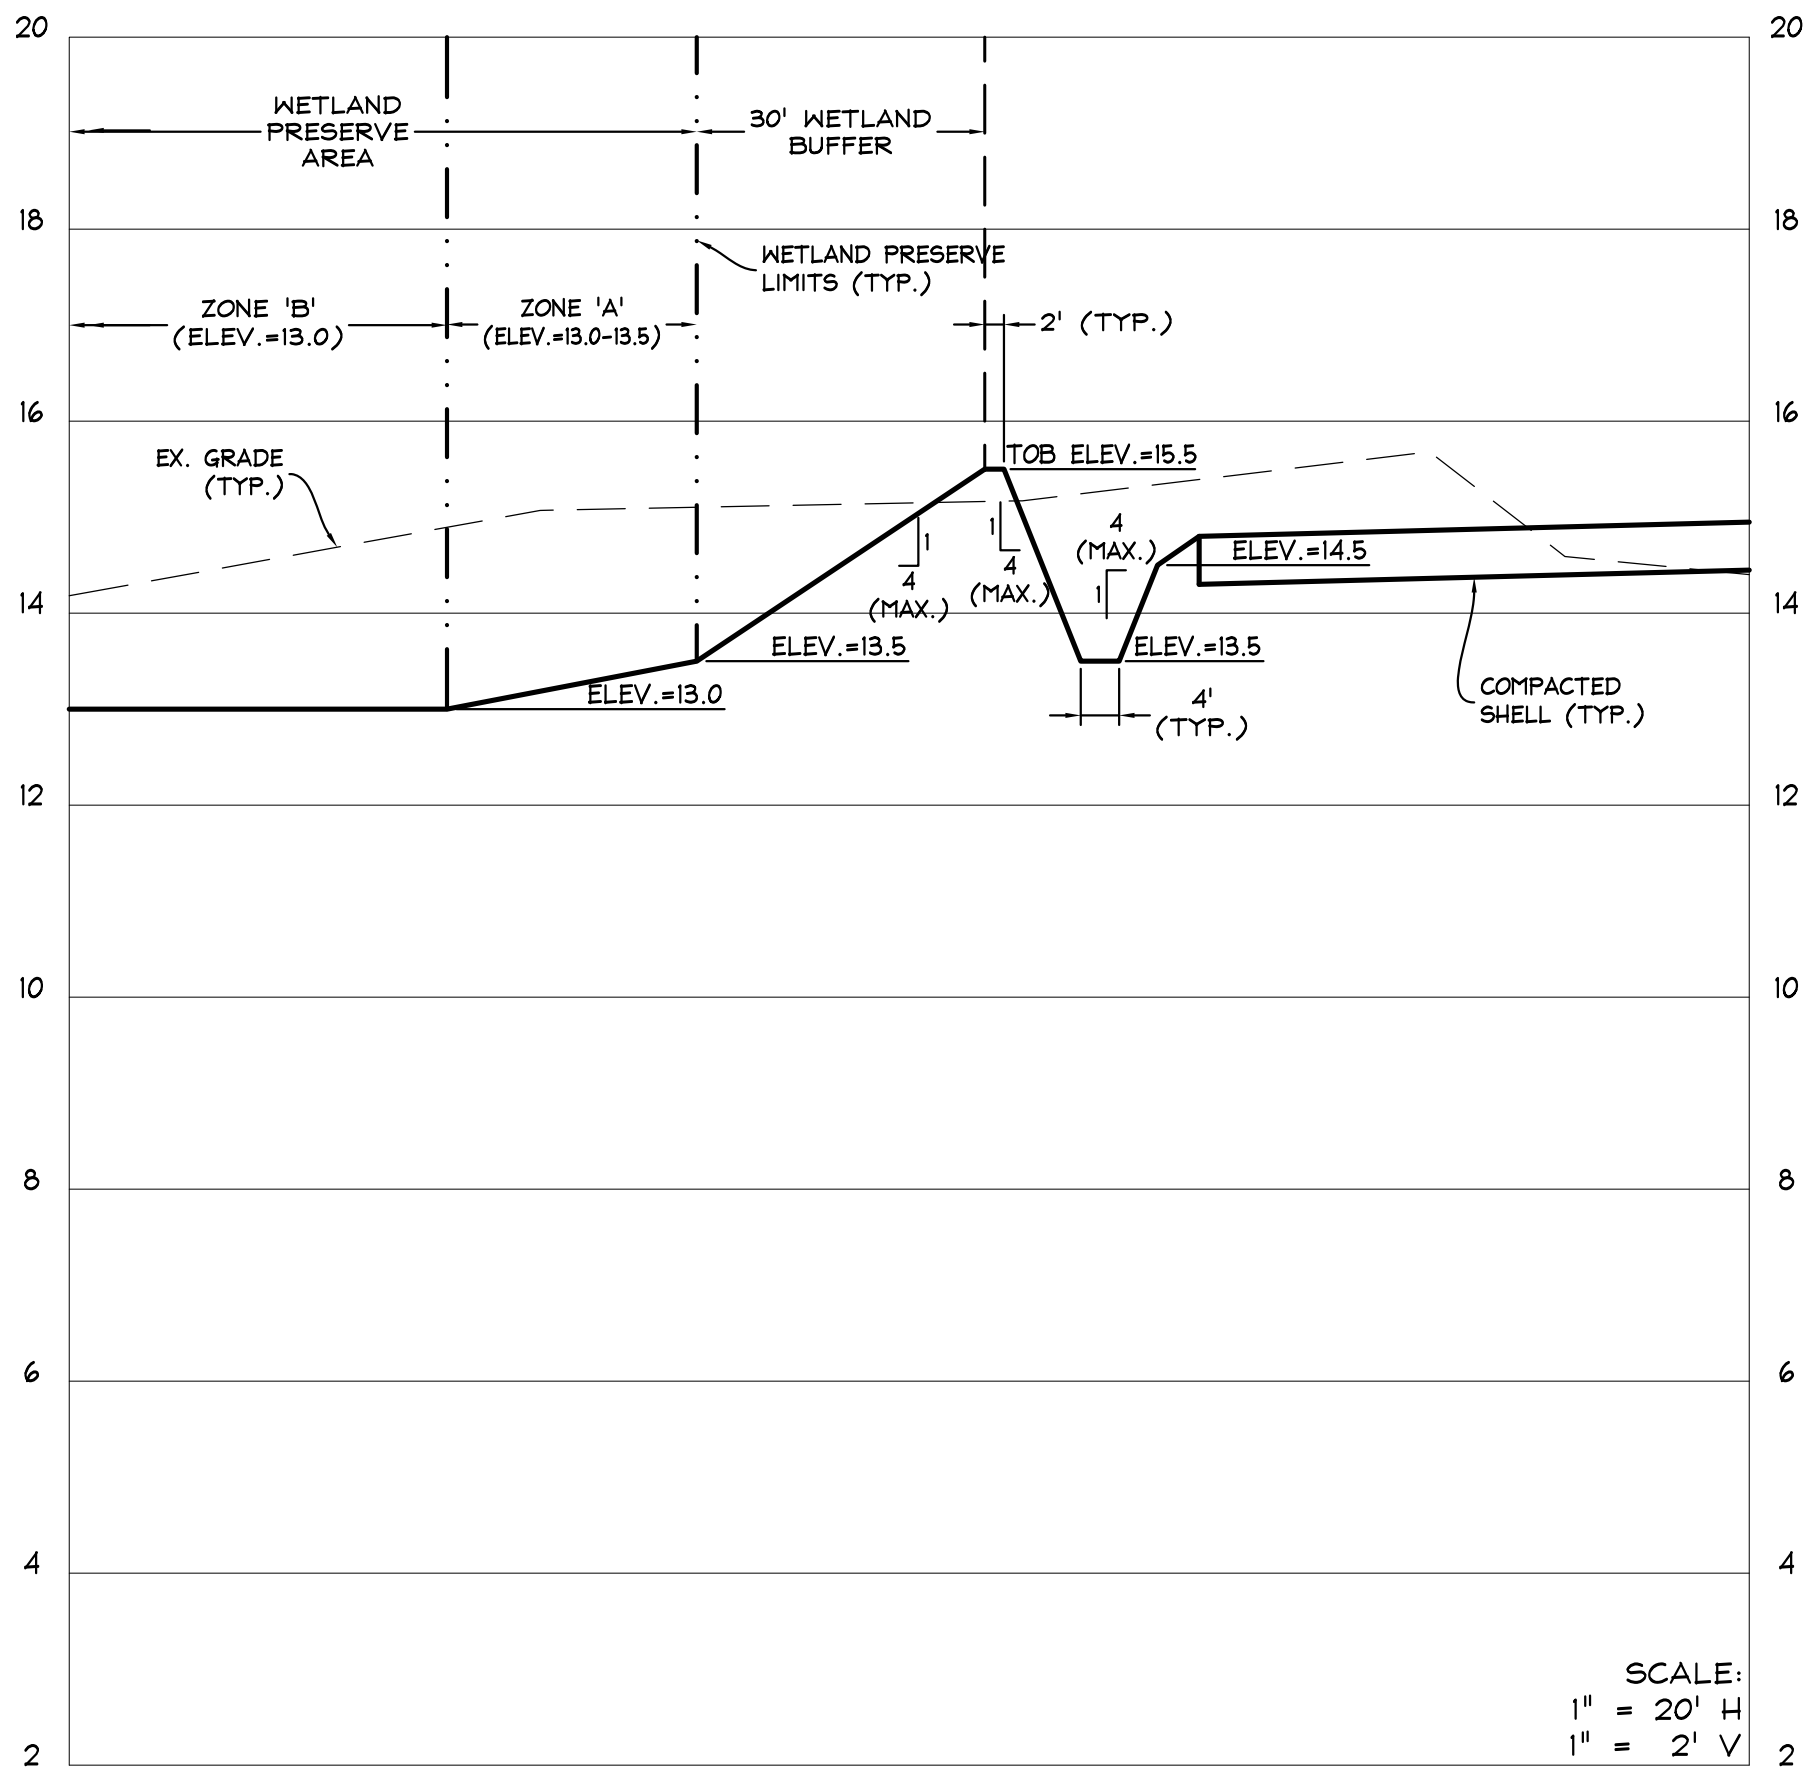 20
20
WETLAND
PRESERVE
AREA
30' WETLAND
BUFFER
18
18
WETLAND PRESERVE
LIMITS (TYP.)
ZONE 'B'
(ELEV.=13.0)
ZONE 'A'
(ELEV.=13.0-13.5)
2' (TYP.)
16
16
EX. GRADE
(TYP.)
TOB ELEV.=15.5
1
4
(MAX.)
1
4
(MAX.)
4
(MAX.)
1
ELEV.=14.5
14
14
ELEV.=13.5
ELEV.=13.5
ELEV.=13.0
4'
(TYP.)
COMPACTED
SHELL (TYP.)
12
12
10
10
8
8
6
6
4
4
SCALE:
1" = 20' H
1" = 2' V
2
2